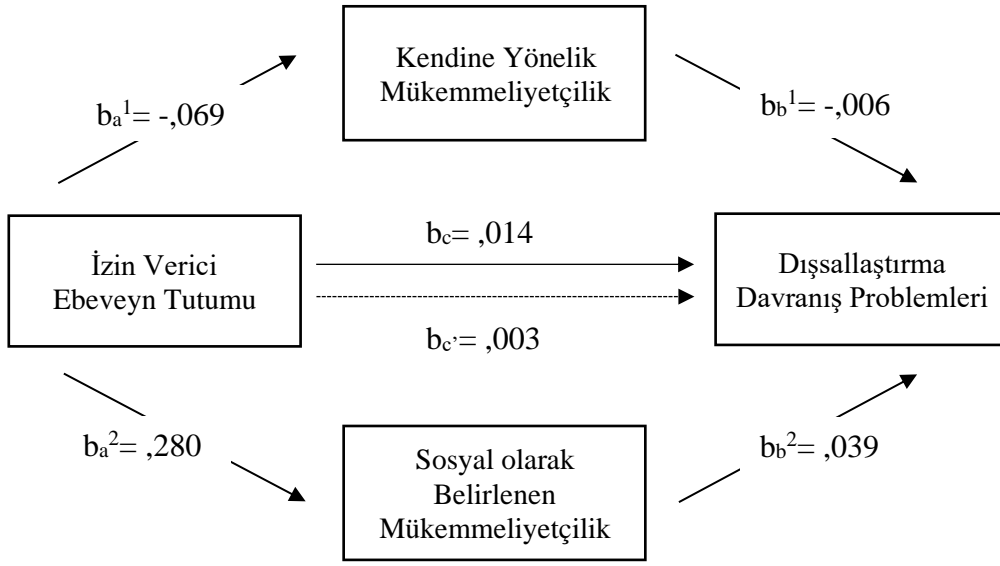 Kendine Yönelik
Mükemmeliyetçilik
ba¹= -,069
bb¹= -,006
İzin Verici
Ebeveyn Tutumu
bc= ,014
bc’= ,003
Dışsallaştırma
Davranış Problemleri
ba²= ,280
bb²= ,039
Sosyal olarak
Belirlenen
Mükemmeliyetçilik